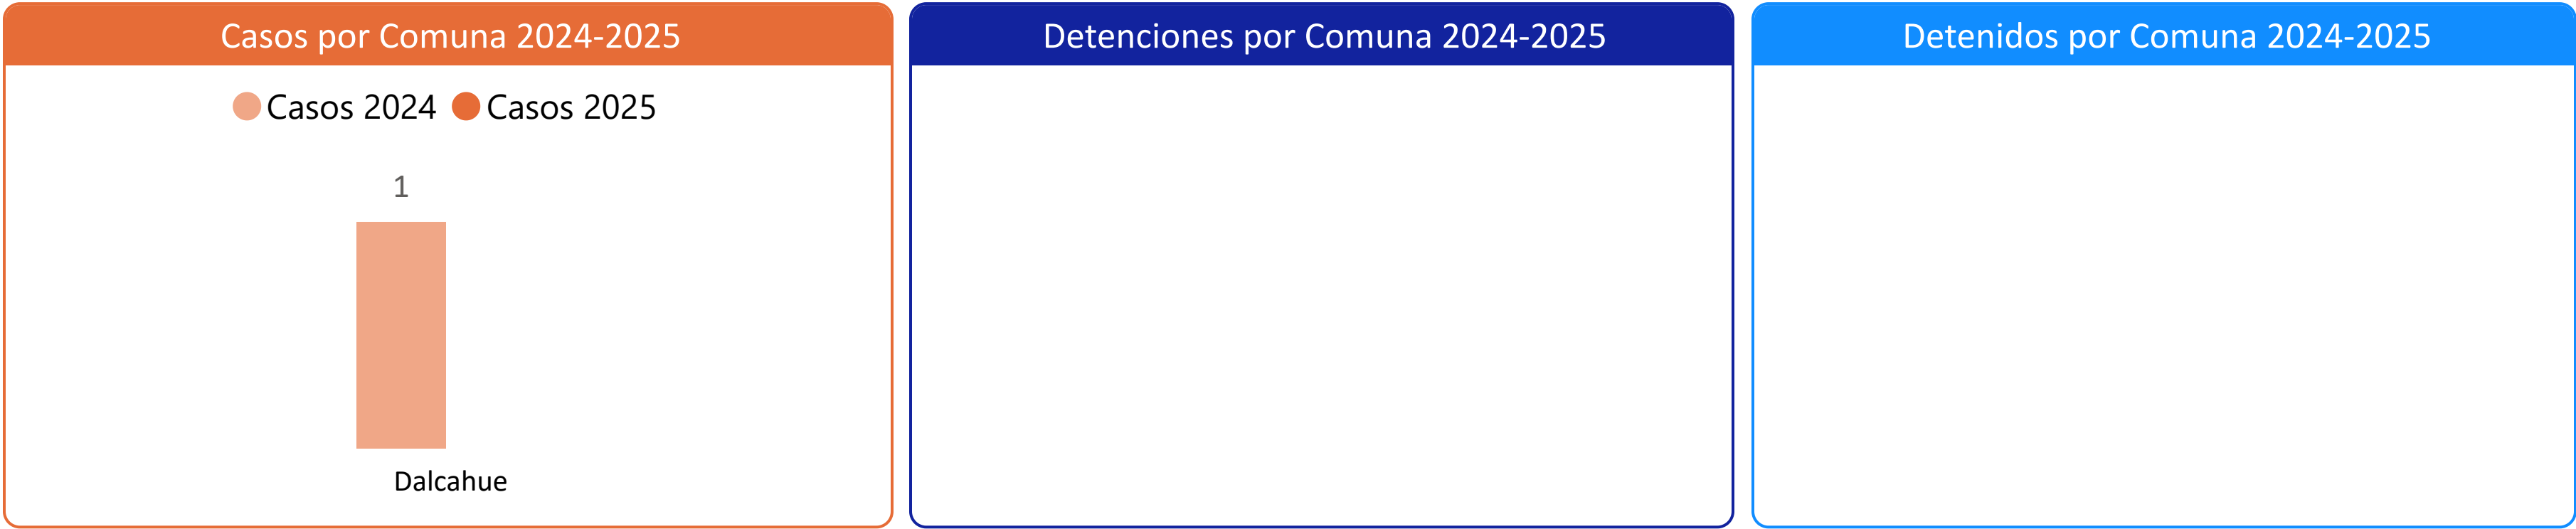 Casos por Comuna 2024-2025
Casos 2024 Casos 2025
1
Dalcahue
Detenciones por Comuna 2024-2025
Detenidos por Comuna 2024-2025